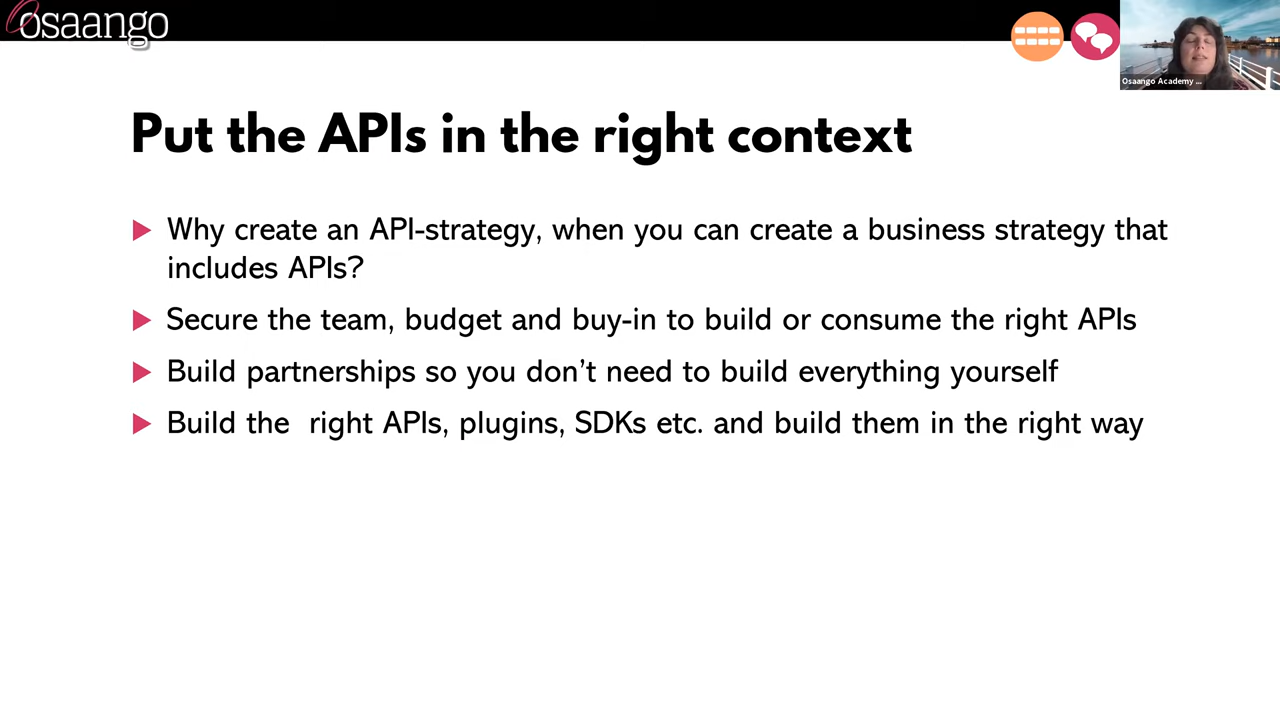 osaango
Osaango Academy ...
Put the APIs in the right context
Why create an API-strategy, when you can create a business strategy that
includes APIs?
Secure the team, budget and buy-in to build or consume the right APIs
Build partnerships so you don’t need to build everything yourself
Build the  right APIs, plugins, SDKs etc. and build them in the right way